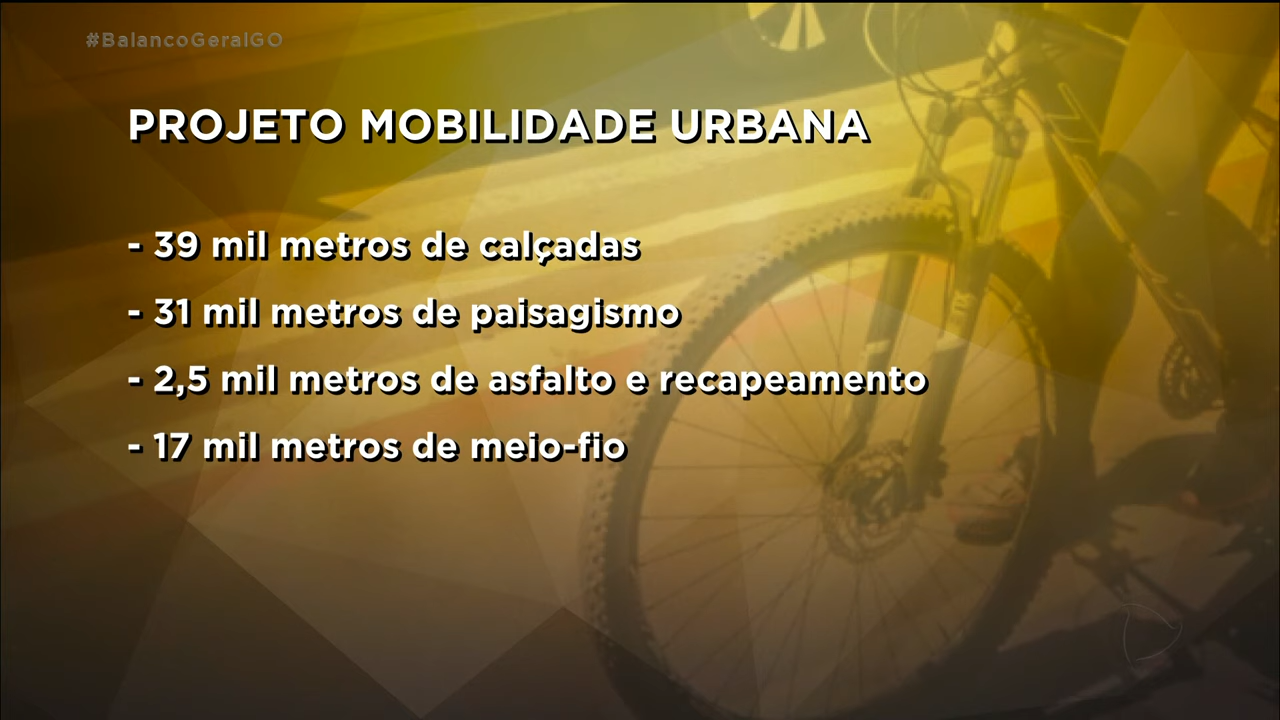 #BalancoGeralGO
PROJETO MOBILIDADE URBANA
- 39 mil metros de calçadas
- 31 mil metros de paisagismo
- 2,5 mil metros de asfalto e recapeamento
- 17 mil metros de meio-fio